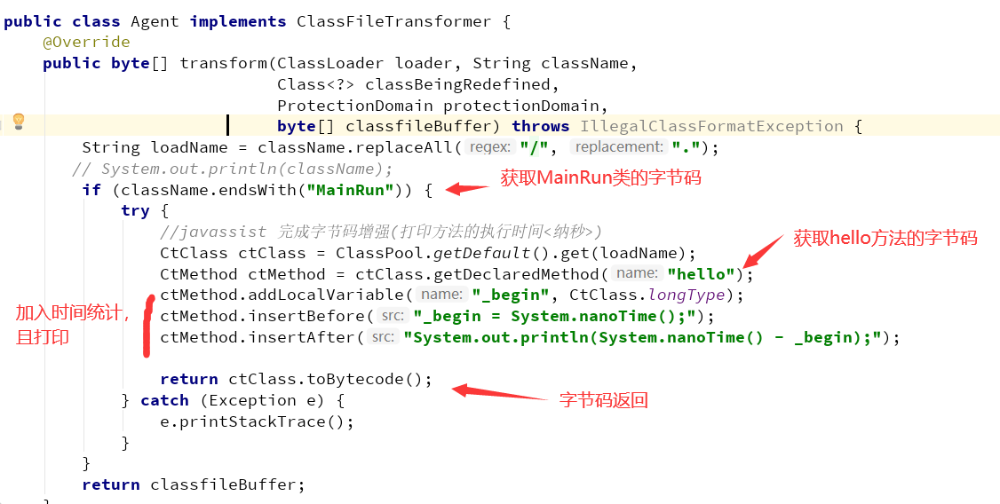 public class Agent implements ClassFileTransformer {
@Override
public byte[] transform(ClassLoader loader, String className,
Class<?> classBeingRedefined,
ProtectionDomain protectionDomain,
byte[] classfileBuffer) throws IllegalClassFormatException {
String loadName = className.replaceAll( regex: "/", replacement: ".");
// System.out.println(className);
if (className.endsWith("MainRun")) {
获取MainRun类的字节码
try {
//javassist 完成字节码增强(打印方法的执行时间<纳秒>)
CtClass ctClass = ClassPool.getDefault().get(loadName);
获取hello方法的字节码
CtMethod ctMethod = ctClass.getDeclaredMethod( name: "hello");
ctMethod.addLocalVariable( name: "_begin", CtClass.longType);
加入时间统计,
且打印
ctMethod.insertBefore( src: "_begin = System.nanoTime();");
ctMethod.insertAfter( src: "System.out.println(System.nanoTime() - _begin);");
return ctClass.toBytecode();
字节码返回
} catch (Exception e) {
e.printStackTrace();
}
}
return classfileBuffer;